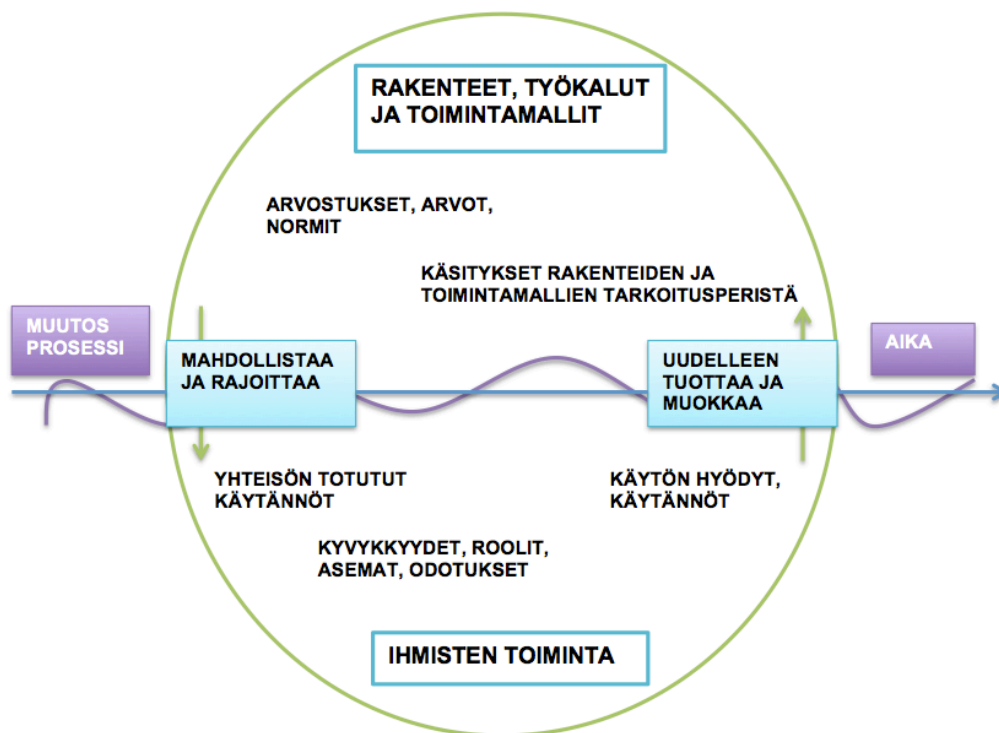 RAKENTEET, TYÖKALUT
JA TOIMINTAMALLIT
ARVOSTUKSET, ARVOT,
NORMIT
KÄSITYKSET RAKENTEIDEN JA
TOIMINTAMALLIEN TARKOITUSPERISTÄ
MUUTOS
PROSESSI
MAHDOLLISTAA
JA RAJOITTAA
UUDELLEEN
TUOTTAA JA
MUOKKAA
AIKA
YHTEISÖN TOTUTUT
KÄYTÄNNÖT
KÄYTÖN HYÖDYT,
KÄYTÄNNÖT
KYVYKKYYDET, ROOLIT,
ASEMAT, ODOTUKSET
IHMISTEN TOIMINTA